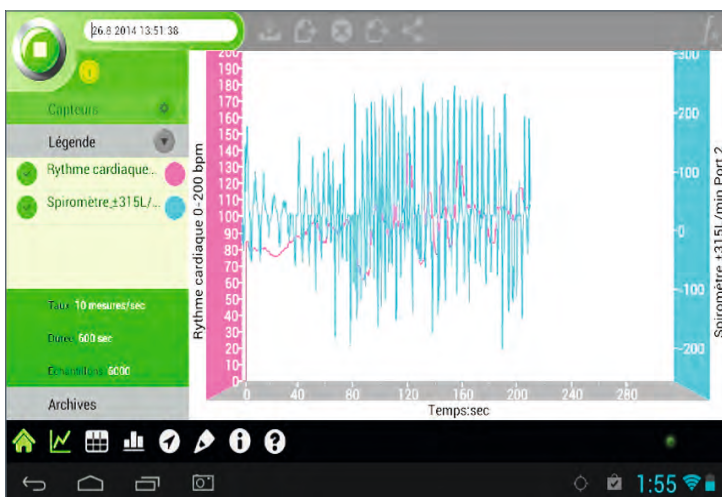 26.8.2014 13:51:38
Capteurs
Légende
Rythme cardiaque..
Spiromètre,±315L/..
Taux: 10 mesures/sec
Durée: 600 sec
Échantillons: 6000
Archives
Rythme cardiaque 0-200 bpm
200
190
180
170
160
150
140
130
120
110
100
90
80
70
60
50
40
30
20
10
0
0 40 80 120 160 200 240 280
Temps:sec
300
200
100
0
-100
-200
Spiromètre ±315L/min Port 2
1:55